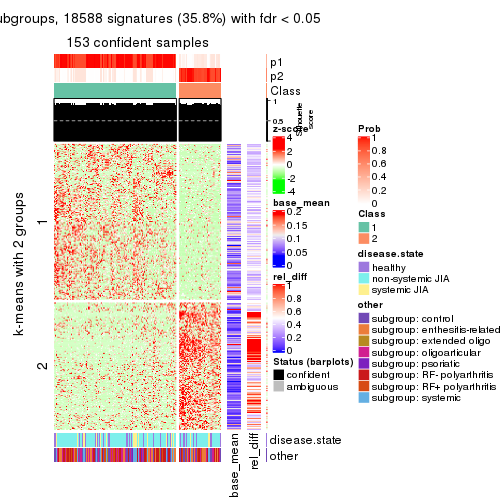 ubgroups, 18588 signatures (35.8%) with fdr < 0.05
153 confident samples
p1
p2
Class
1
0.5
Silhouette
score
k-means with 2 groups
1
2
z-score
4
2
0
-2
-4
base_mean
0.2
0.15
0.1
0.05
0
rel_diff
1
0.8
0.6
0.4
0.2
0
Status (barplots)
confident
ambiguous
Prob
1
0.8
0.6
0.4
0.2
0
Class
1
2
disease.state
healthy
non-systemic JIA
systemic JIA
other
subgroup: control
subgroup: enthesitis-related
subgroup: extended oligo
subgroup: oligoarticular
subgroup: psoriatic
subgroup: RF- polyarthritis
subgroup: RF+ polyarthritis
subgroup: systemic
disease.state
other
base_mean
rel_diff